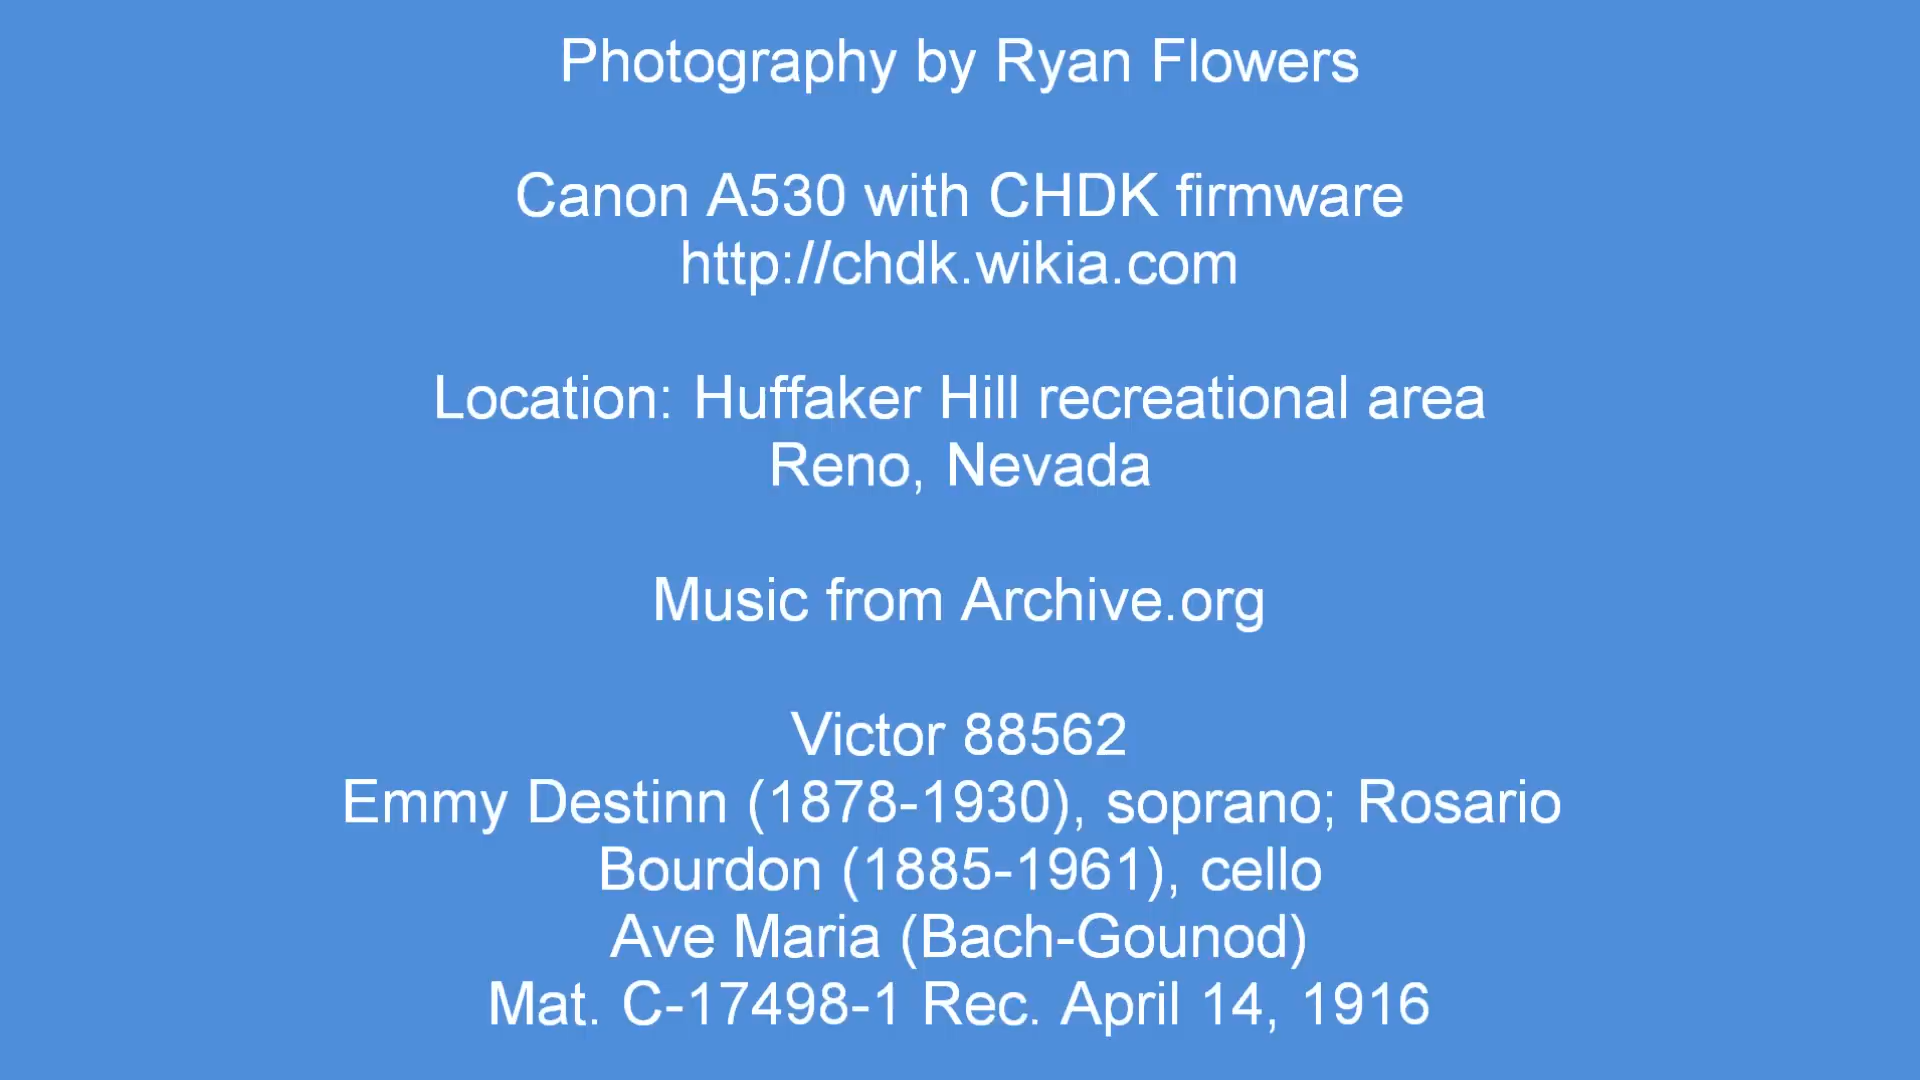 Photography by Ryan Flowers
Canon A530 with CHDK firmware
http://chdk.wikia.com
Location: Huffaker Hill recreational area
Reno, Nevada
Music from Archive.org
Victor 88562
Emmy Destinn (1878-1930), soprano; Rosario
Bourdon (1885-1961), cello
Ave Maria (Bach-Gounod)
Mat. C-17498-1 Rec. April 14, 1916